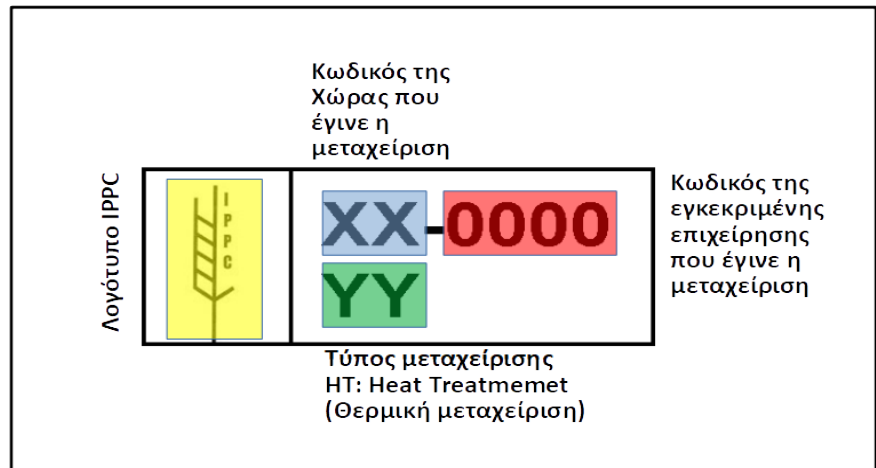 Κωδικός της
Χώρας που
έγινε η
μεταχείριση
Λογότυπο IPPC
IPPC
XX-0000
YY
Κωδικός της
εγκεκριμένης
επιχείρησης
που έγινε η
μεταχείριση
Τύπος μεταχείρισης
HT: Heat Treatmemet
(Θερμική μεταχείριση)